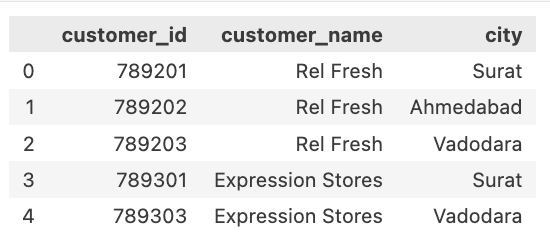 customer_id customer_name city
0 789201 Rel Fresh Surat
1 789202 Rel Fresh Ahmedabad
2 789203 Rel Fresh Vadodara
3 789301 Expression Stores Surat
4 789303 Expression Stores Vadodara